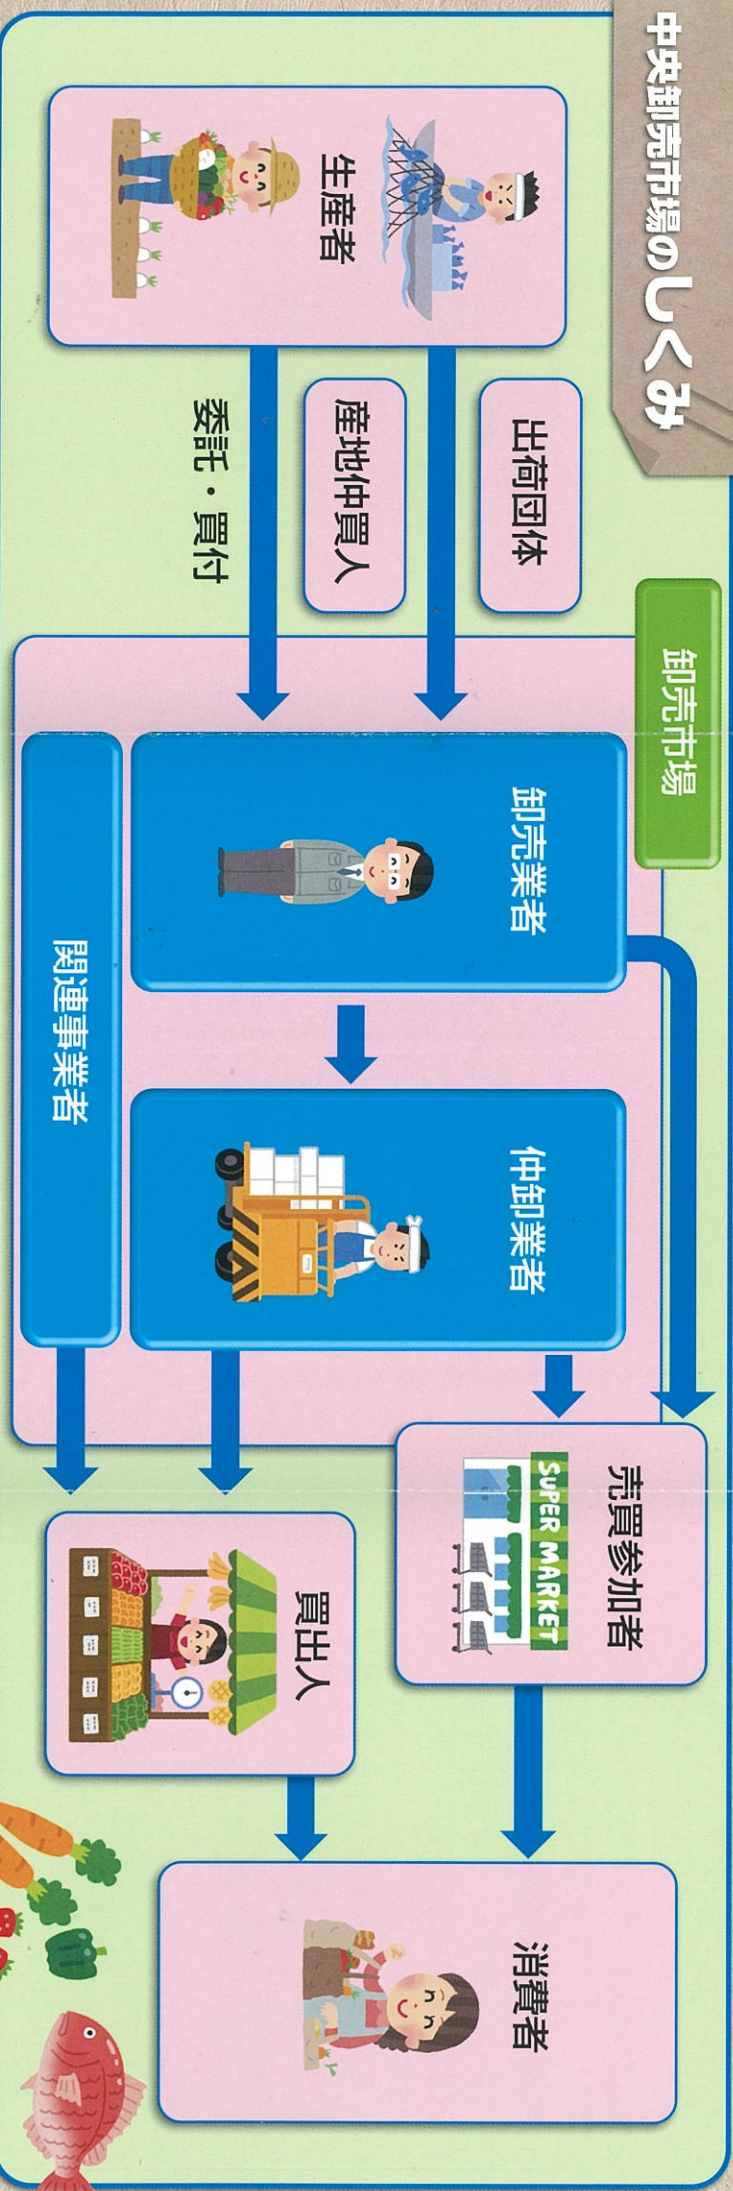 中央卸売市場のしくみ
生産者
出荷団体
産地仲買人
委託・買付
卸売市場
卸売業者
仲卸業者
関連事業者
売買参加者
SUPER MARKET
買出人
消費者